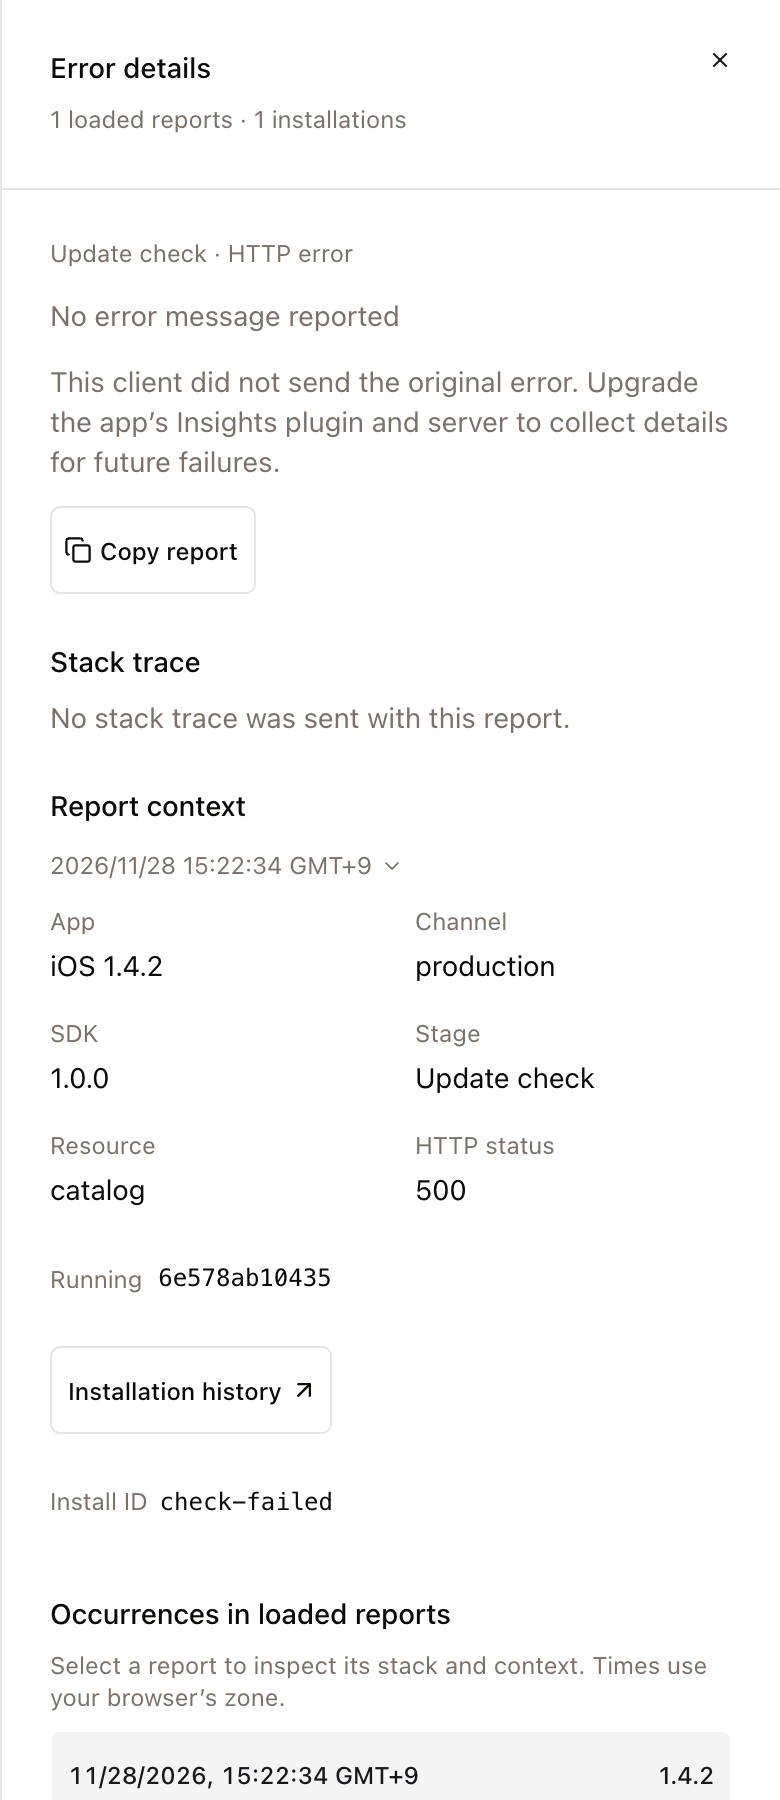 Error details
1 loaded reports · 1 installations
Update check · HTTP error
No error message reported
This client did not send the original error. Upgrade
the app’s Insights plugin and server to collect details
for future failures.
Copy report
Stack trace
No stack trace was sent with this report.
Report context
2026/11/28 15:22:34 GMT+9
App
Channel
iOS 1.4.2
production
SDK
Stage
1.0.0
Update check
Resource
HTTP status
catalog
500
Running 6e578ab10435
Installation history
Install ID check-failed
Occurrences in loaded reports
Select a report to inspect its stack and context. Times use
your browser’s zone.
11/28/2026, 15:22:34 GMT+9 1.4.2